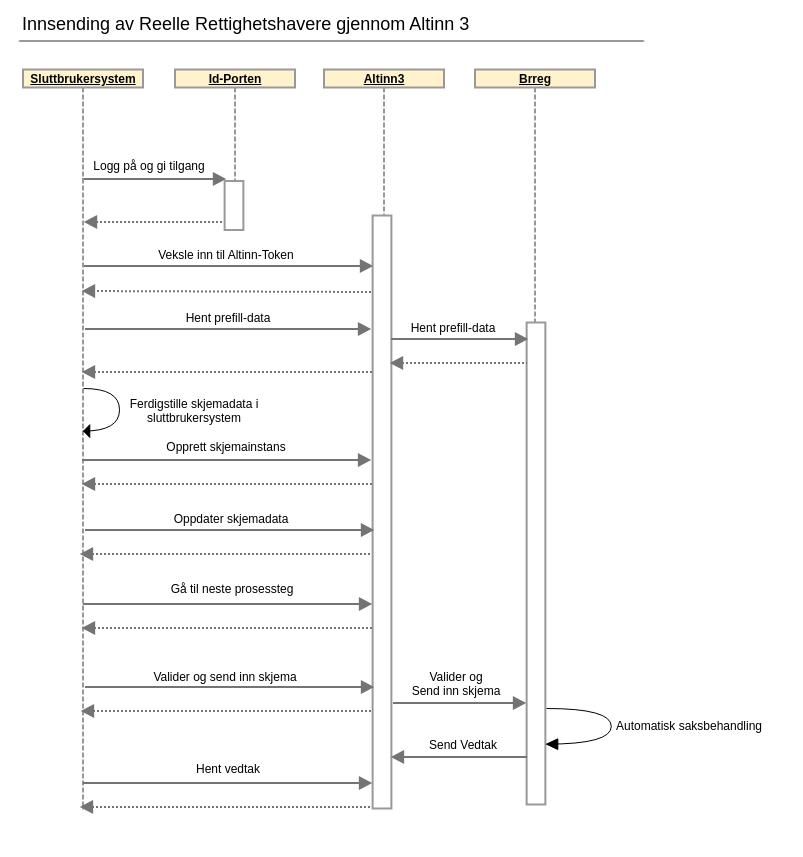 Innsending av Reelle Rettighetshavere gjennom Altinn 3
Sluttbrukersystem
Id-Porten
Altinn3
Brreg
Logg på og gi tilgang
Veksle inn til Altinn-Token
Hent prefill-data
Hent prefill-data
Ferdigstille skjemadata i
sluttbrukersystem
Opprett skjemainstans
Oppdater skjemadata
Gå til neste prosessteg
Valider og send inn skjema
Valider og
Send inn skjema
Automatisk saksbehandling
Send Vedtak
Hent vedtak